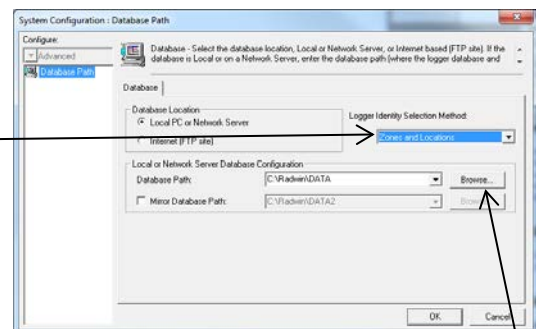 System Configuration : Database Path
Configure:
Advanced
Database Path
Database - Select the database location, Local or Network Server, or Internet based (FTP site). If the
database is Local or on a Network Server, enter the database path (where the logger database and
Database
Database Location
Local PC or Network Server
Internet (FTP site)
Logger Identity Selection Method:
Zones and Locations
Local or Network Server Database Configuration
Database Path:
C:\Radwin\DATA
Browse...
Mirror Database Path:
C:\Radwin\DATA2
OK
Cancel